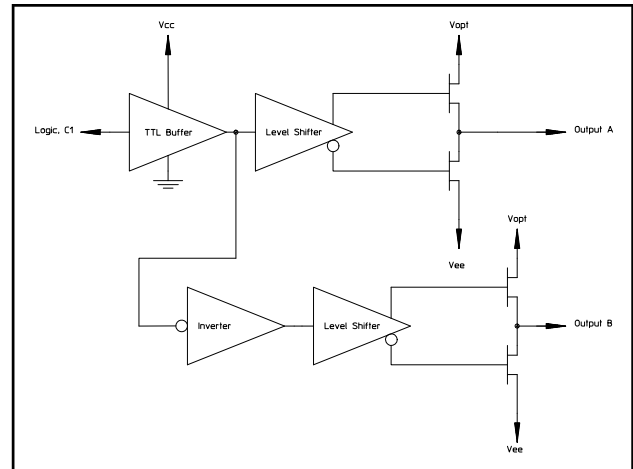 Vcc
Vopt
Logic, C1
TTL Buffer
Level Shifter
Output A
Vee
Vopt
Inverter
Level Shifter
Output B
Vee